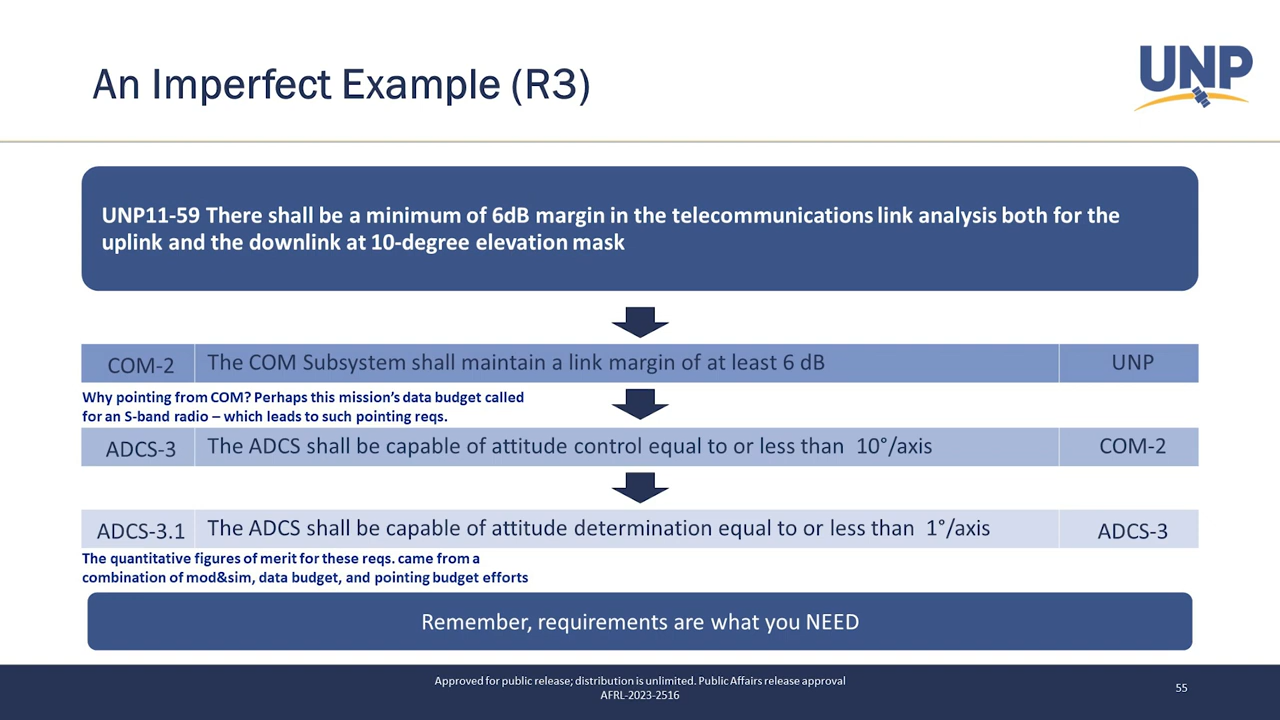 An Imperfect Example (R3)
UNP
UNP11-59 There shall be a minimum of 6dB margin in the telecommunications link analysis both for the
uplink and the downlink at 10-degree elevation mask
COM-2 The COM Subsystem shall maintain a link margin of at least 6 dB UNP
Why pointing from COM? Perhaps this mission's data budget called
for an S-band radio – which leads to such pointing reqs.
ADCS-3 The ADCS shall be capable of attitude control equal to or less than 10°/axis COM-2
ADCS-3.1 The ADCS shall be capable of attitude determination equal to or less than 1°/axis ADCS-3
The quantitative figures of merit for these reqs. came from a
combination of mod&sim, data budget, and pointing budget efforts
Remember, requirements are what you NEED
Approved for public release; distribution is unlimited. Public Affairs release approval
AFRL-2023-2516
55